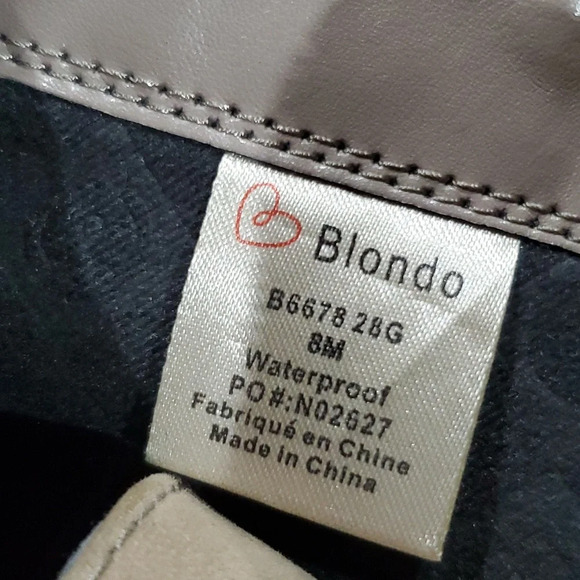 Blondo
B6678 28G
8M
Waterproof
PO#:N02627
Fabriqué en Chine
Made in China